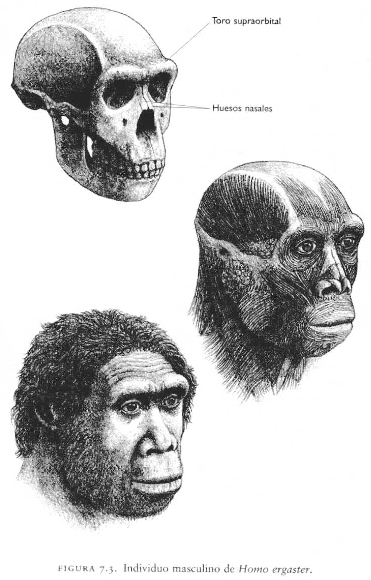 Toro supraorbital
Huesos nasales
FIGURA 7.3. Individuo masculino de Homo ergaster.